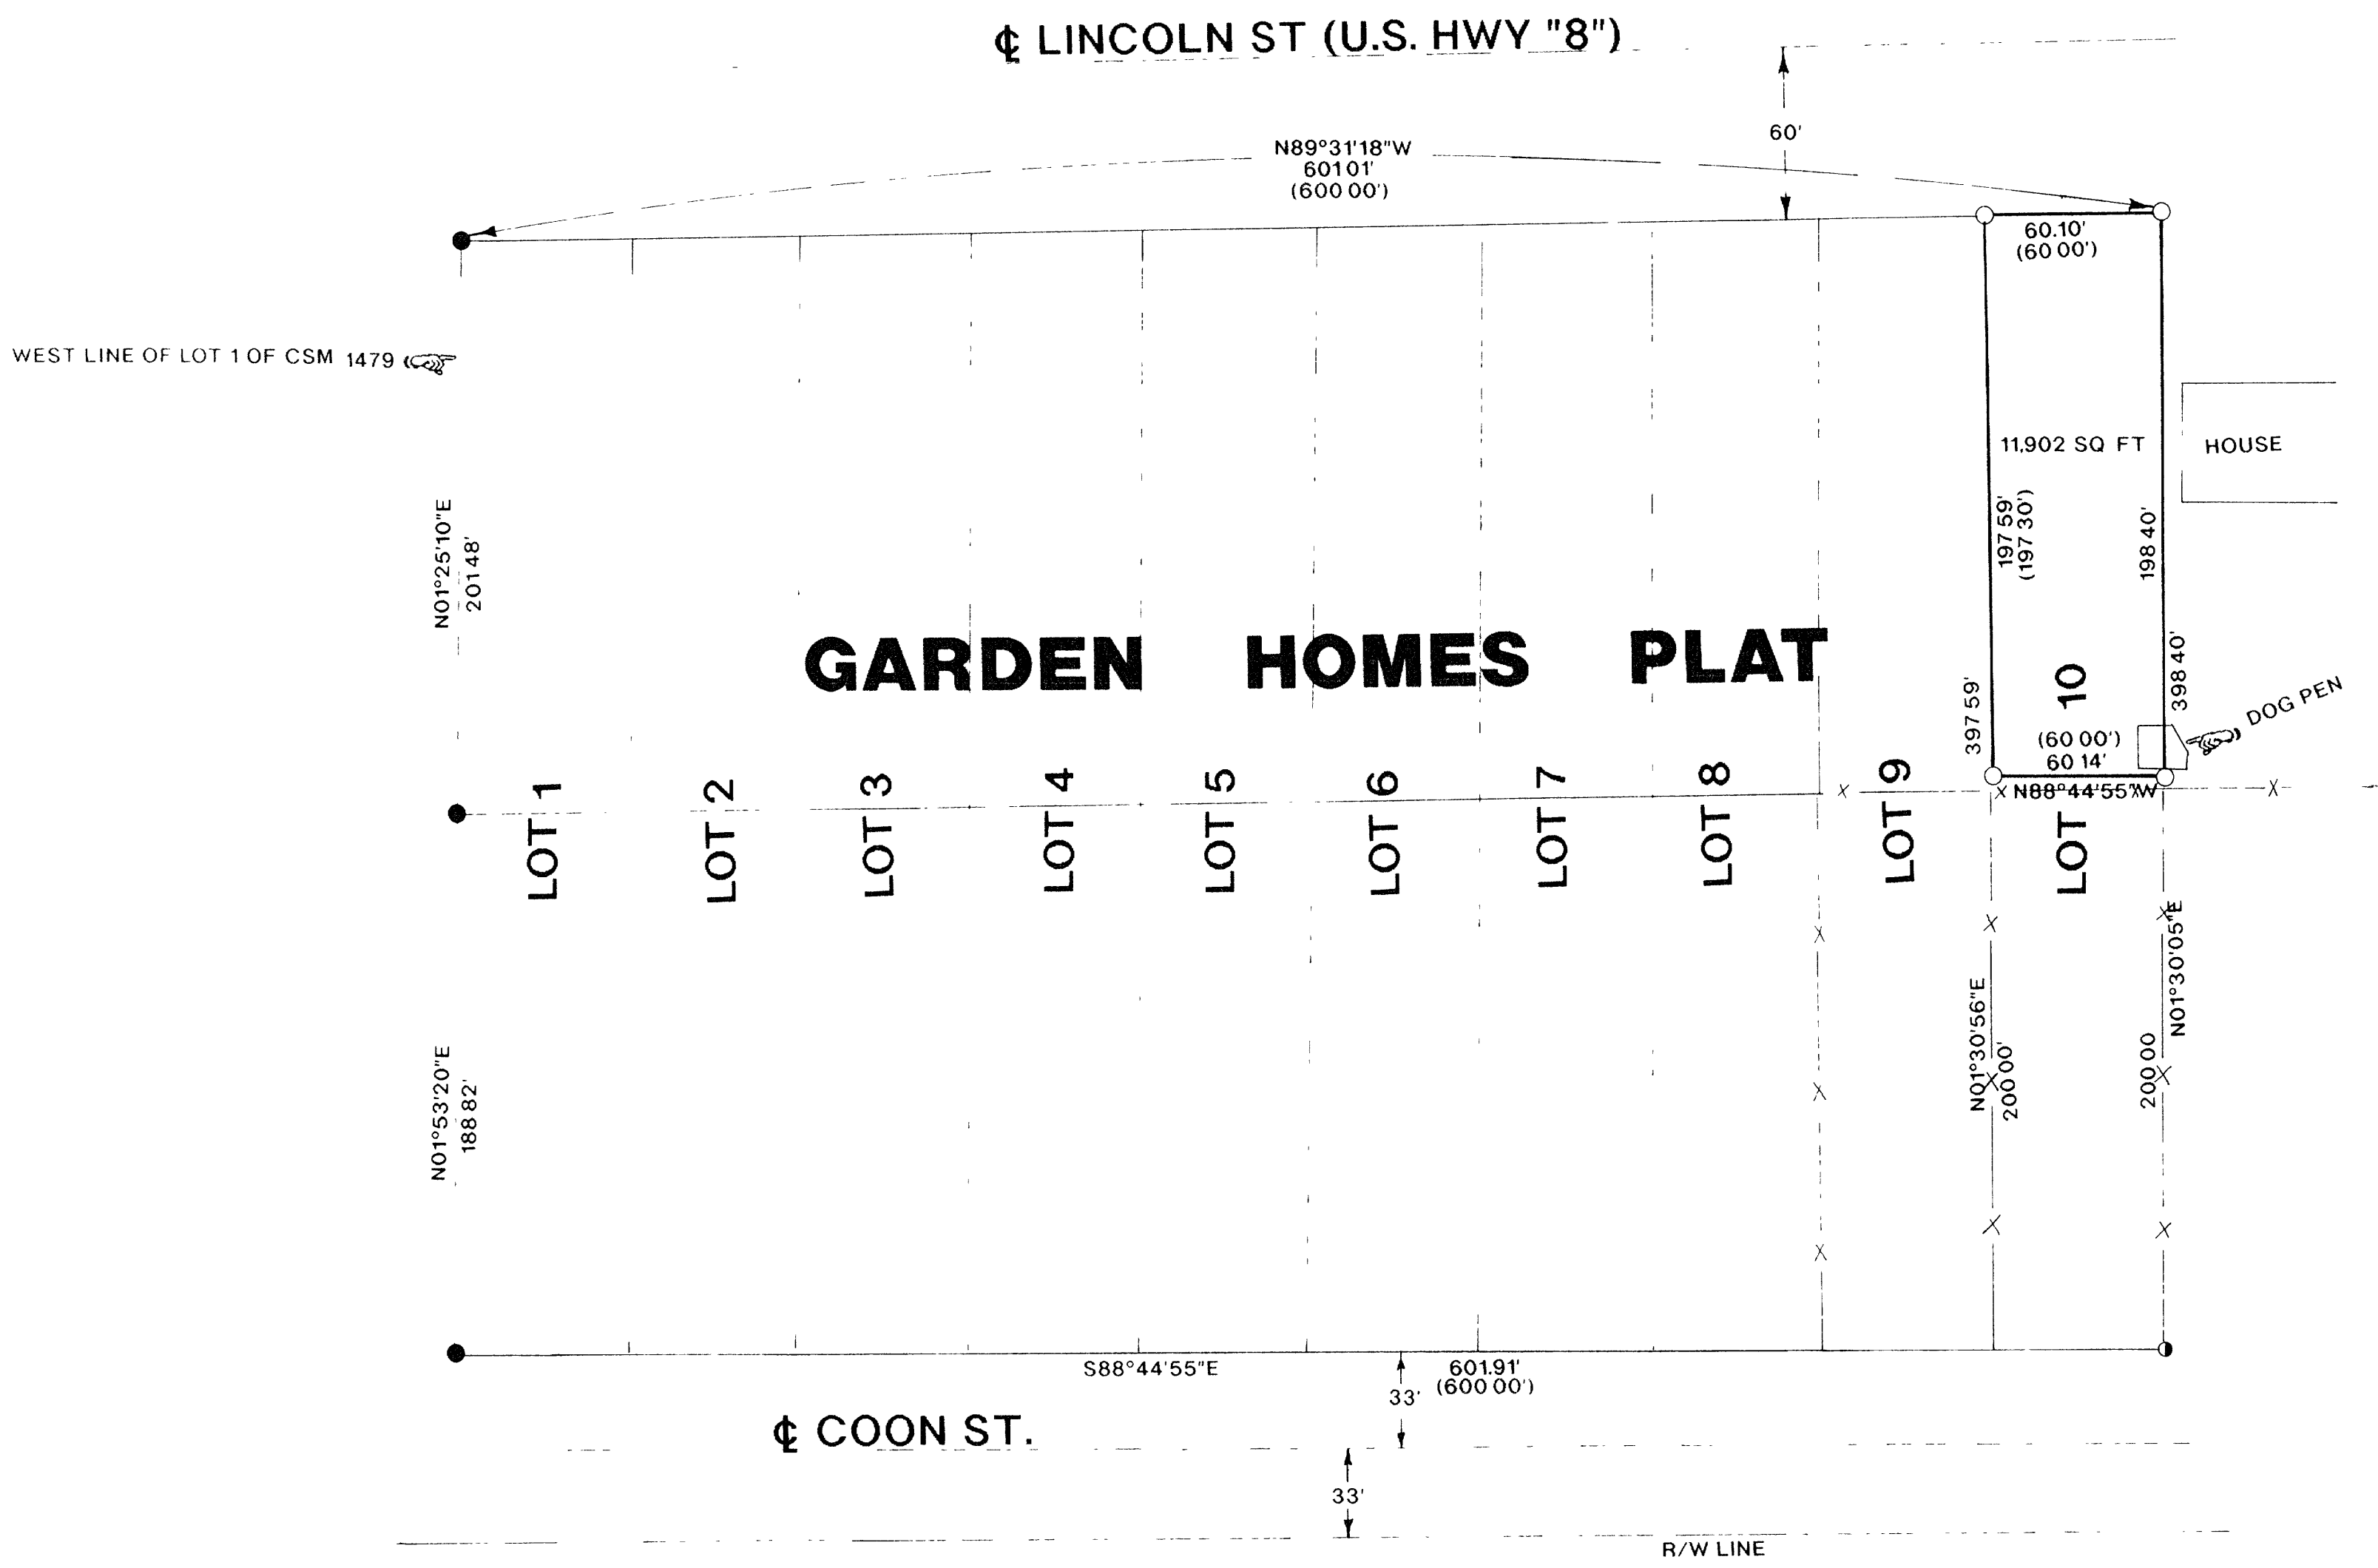 ℄ LINCOLN ST (U.S. HWY "8")
60'
N89°31'18"W
601 01'
(600 00')
60.10'
(60 00')
WEST LINE OF LOT 1 OF CSM 1479
11,902 SQ FT
HOUSE
N01°25'10"E
201 48'
197 59'
(197 30')
198 40'
GARDEN HOMES PLAT
397 59'
398 40'
DOG PEN
(60 00')
60 14'
N88°44'55"W
LOT 1
LOT 2
LOT 3
LOT 4
LOT 5
LOT 6
LOT 7
LOT 8
LOT 9
LOT 10
N01°53'20"E
188 82'
N01°30'56"E
200 00'
200 00
N01°30'05"E
S88°44'55"E
601.91'
(600 00')
33'
℄ COON ST.
33'
R/W LINE